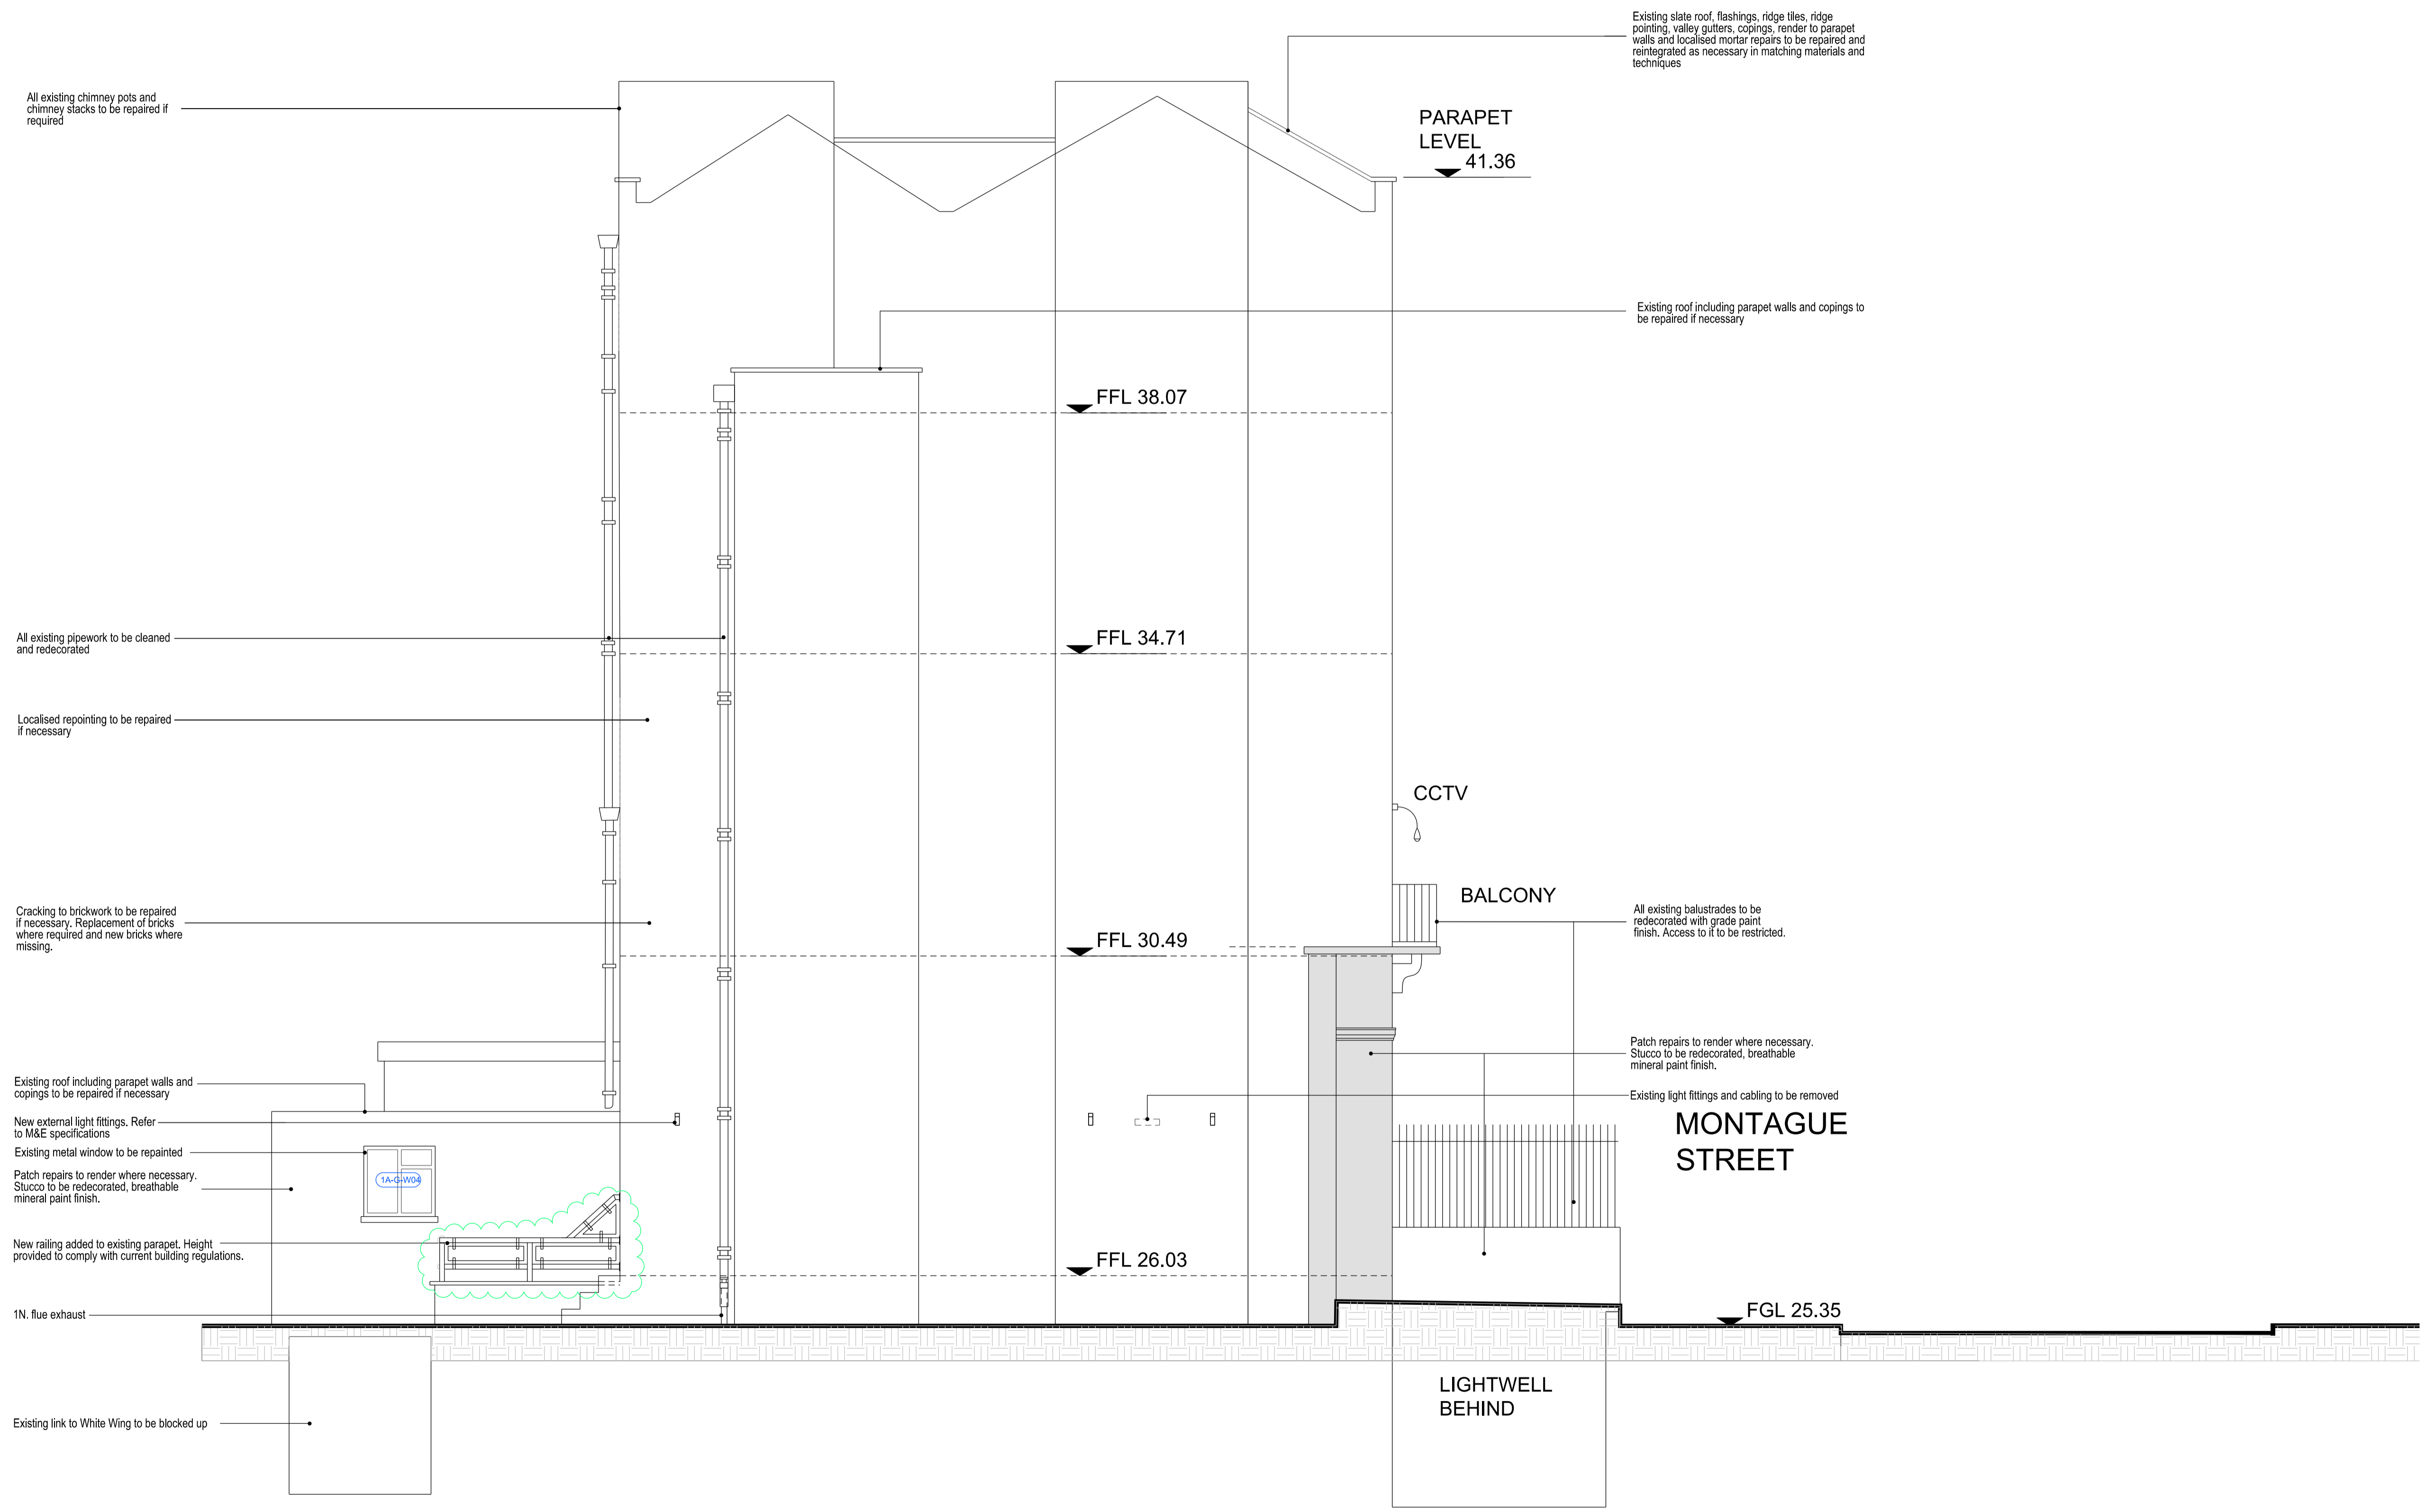 Existing slate roof, flashings, ridge tiles, ridge
pointing, valley gutters, copings, render to parapet
walls and localised mortar repairs to be repaired and
reintegrated as necessary in matching materials and
techniques
All existing chimney pots and
chimney stacks to be repaired if
required
PARAPET
LEVEL
41.36
Existing roof including parapet walls and copings to
be repaired if necessary
FFL 38.07
All existing pipework to be cleaned
and redecorated
FFL 34.71
Localised repointing to be repaired
if necessary
CCTV
BALCONY
Cracking to brickwork to be repaired
if necessary. Replacement of bricks
where required and new bricks where
missing.
All existing balustrades to be
redecorated with grade paint
finish. Access to it to be restricted.
FFL 30.49
Patch repairs to render where necessary.
Stucco to be redecorated, breathable
mineral paint finish.
Existing roof including parapet walls and
copings to be repaired if necessary
Existing light fittings and cabling to be removed
New external light fittings. Refer
to M&E specifications
MONTAGUE
STREET
Existing metal window to be repainted
Patch repairs to render where necessary.
Stucco to be redecorated, breathable
mineral paint finish.
1A-G-W04
New railing added to existing parapet. Height
provided to comply with current building regulations.
FFL 26.03
1N. flue exhaust
FGL 25.35
LIGHTWELL
BEHIND
Existing link to White Wing to be blocked up